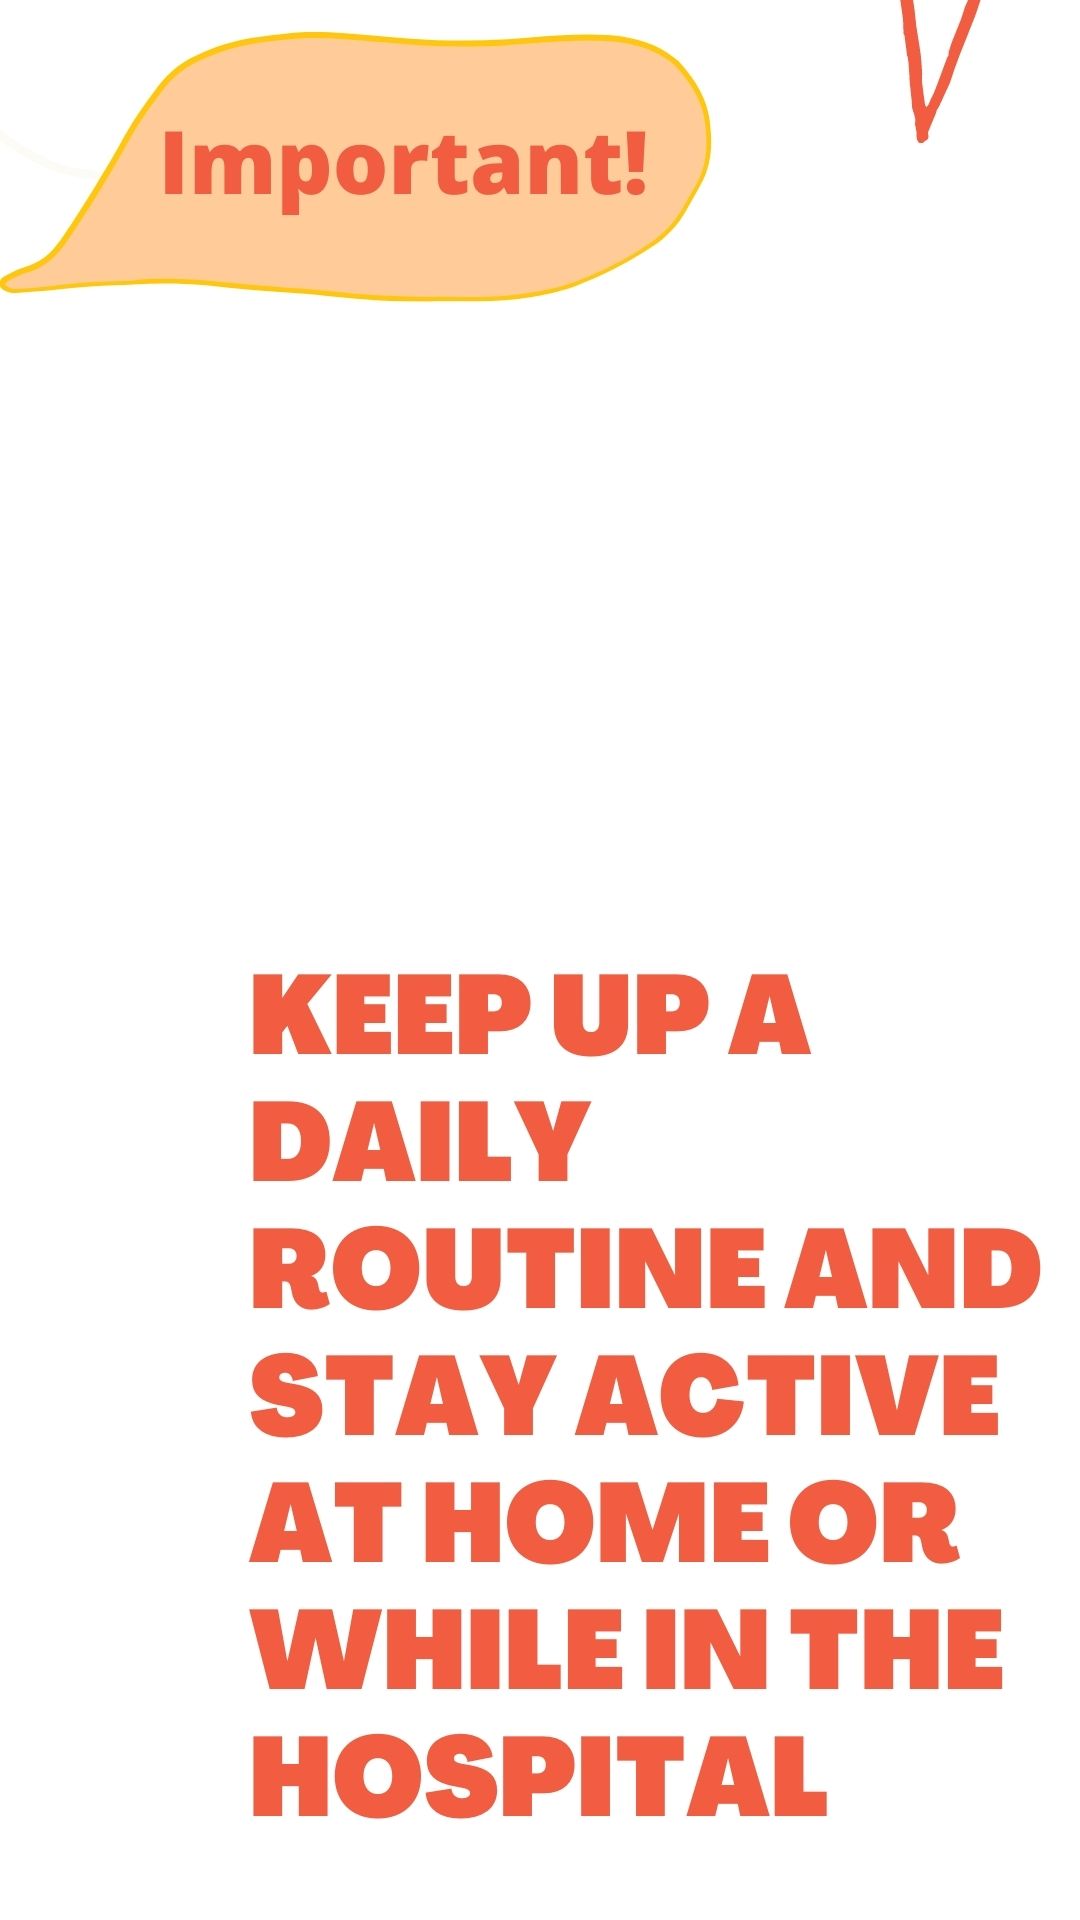 Important!
KEEP UP A
DAILY
ROUTINE AND
STAY ACTIVE
AT HOME OR
WHILE IN THE
HOSPITAL